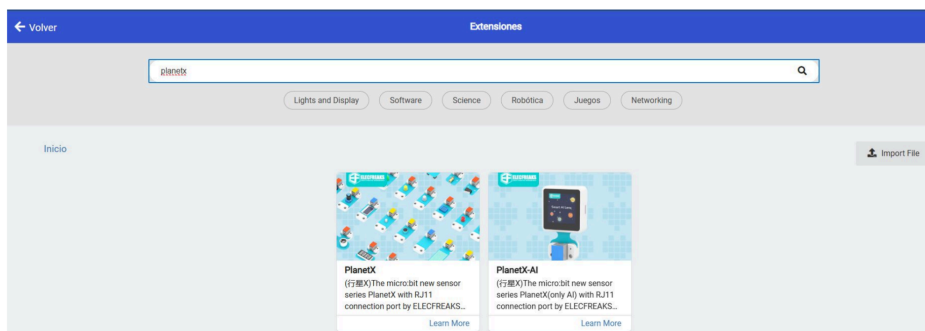 Volver
Extensiones
planetx
Lights and Display
Software
Science
Robótica
Juegos
Networking
Inicio
Import File
ELECFREAKS
ELECFREAKS
PlanetX
(行星X)The micro:bit new sensor
series PlanetX with RJ11
connection port by ELECFREAKS...
Learn More
PlanetX-AI
(行星X)The micro:bit new sensor
series PlanetX(only AI) with RJ11
connection port by ELECFREAKS...
Learn More